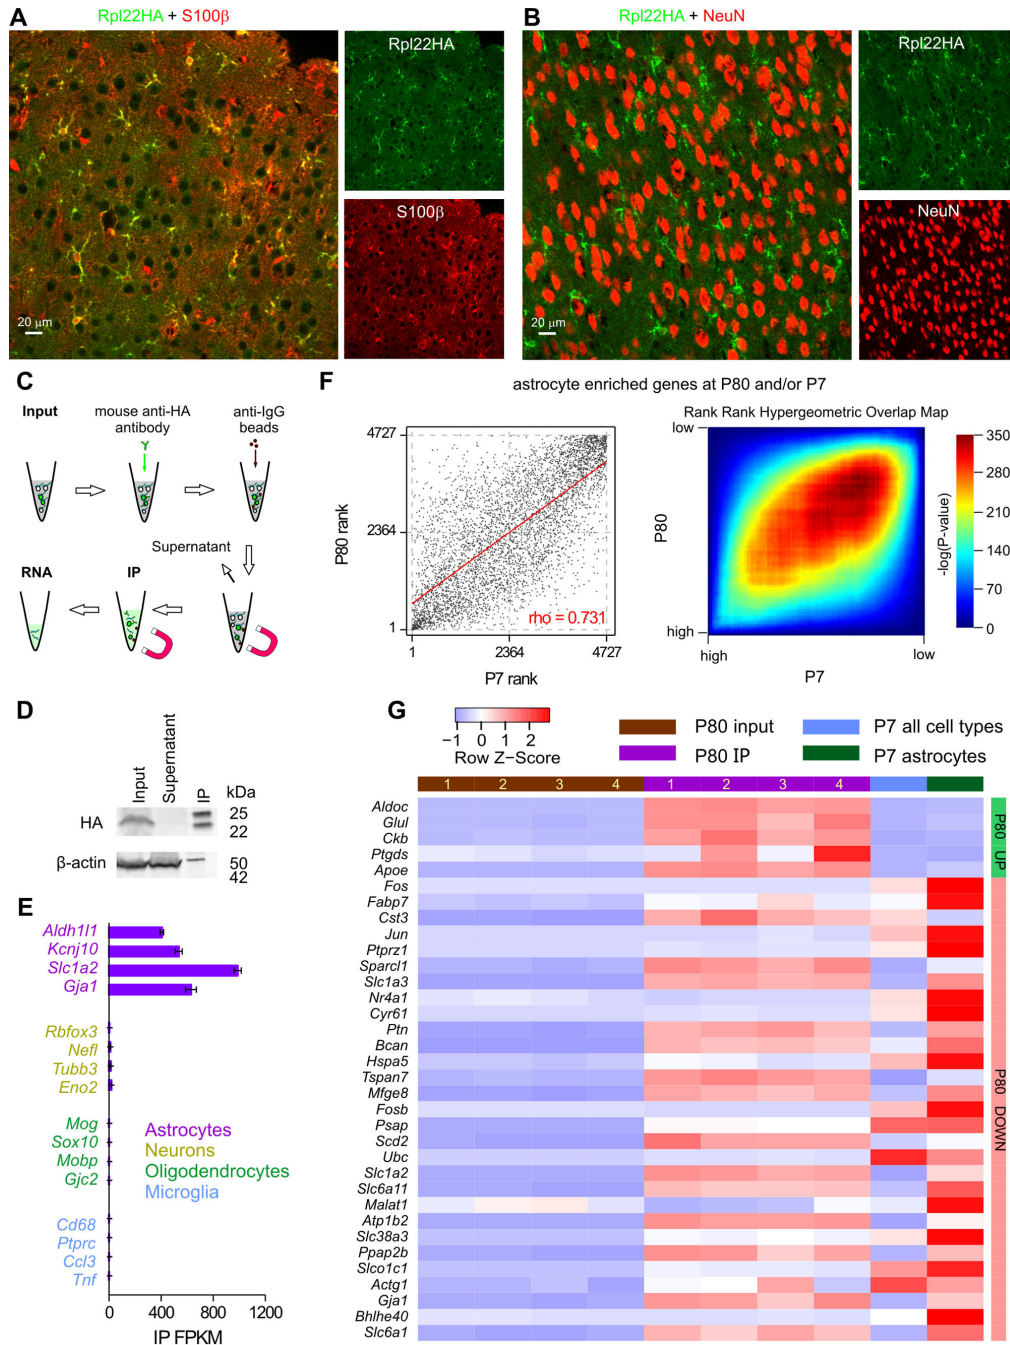 A
Rpl22HA + S100β
Rpl22HA
S100β
20 µm
B
Rpl22HA + NeuN
Rpl22HA
NeuN
20 µm
C
Input
mouse anti-HA
antibody
anti-IgG
beads
Supernatant
RNA
IP
D
Input
Supernatant
IP
kDa
HA
25
22
β-actin
50
42
E
Aldh1l1
Kcnj10
Slc1a2
Gja1
Rbfox3
Nefl
Tubb3
Eno2
Mog
Sox10
Mobp
Gjc2
Cd68
Ptprc
Ccl3
Tnf
Astrocytes
Neurons
Oligodendrocytes
Microglia
0 400 800 1200
IP FPKM
F
astrocyte enriched genes at P80 and/or P7
4727
2364
1
P80 rank
rho = 0.731
1 2364 4727
P7 rank
Rank Rank Hypergeometric Overlap Map
low
P80
high
high low
P7
350
280
210
140
70
0
-log(P-value)
G
−1 0 1 2
Row Z−Score
P80 input
P80 IP
P7 all cell types
P7 astrocytes
1 2 3 4 1 2 3 4
Aldoc
Glul
Ckb
Ptgds
Apoe
Fos
Fabp7
Cst3
Jun
Ptprz1
Sparcl1
Slc1a3
Nr4a1
Cyr61
Ptn
Bcan
Hspa5
Tspan7
Mfge8
Fosb
Psap
Scd2
Ubc
Slc1a2
Slc6a11
Malat1
Atp1b2
Slc38a3
Ppap2b
Slco1c1
Actg1
Gja1
Bhlhe40
Slc6a1
P80 UP
P80 DOWN